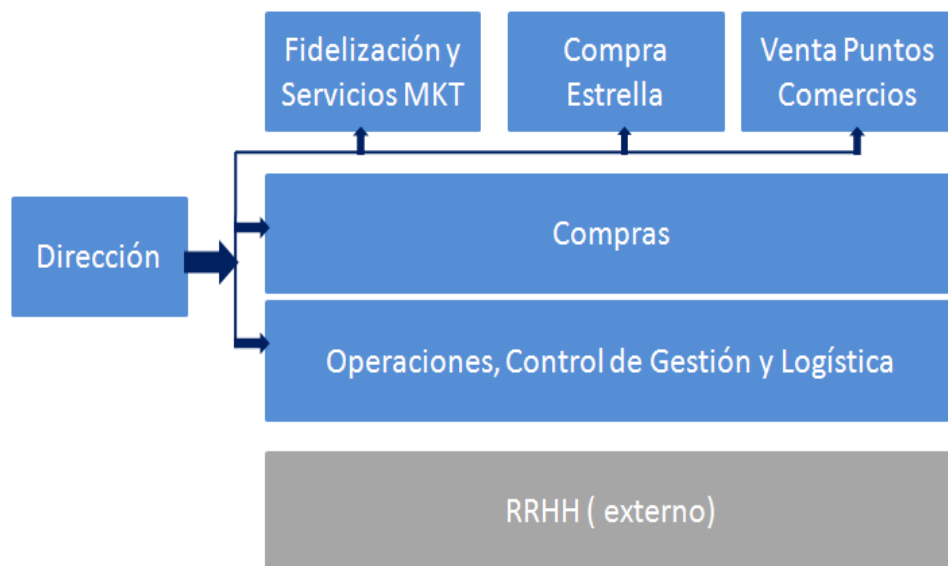 Fidelización y
Servicios MKT
Compra
Estrella
Venta Puntos
Comercios
Dirección
Compras
Operaciones, Control de Gestión y Logística
RRHH ( externo)